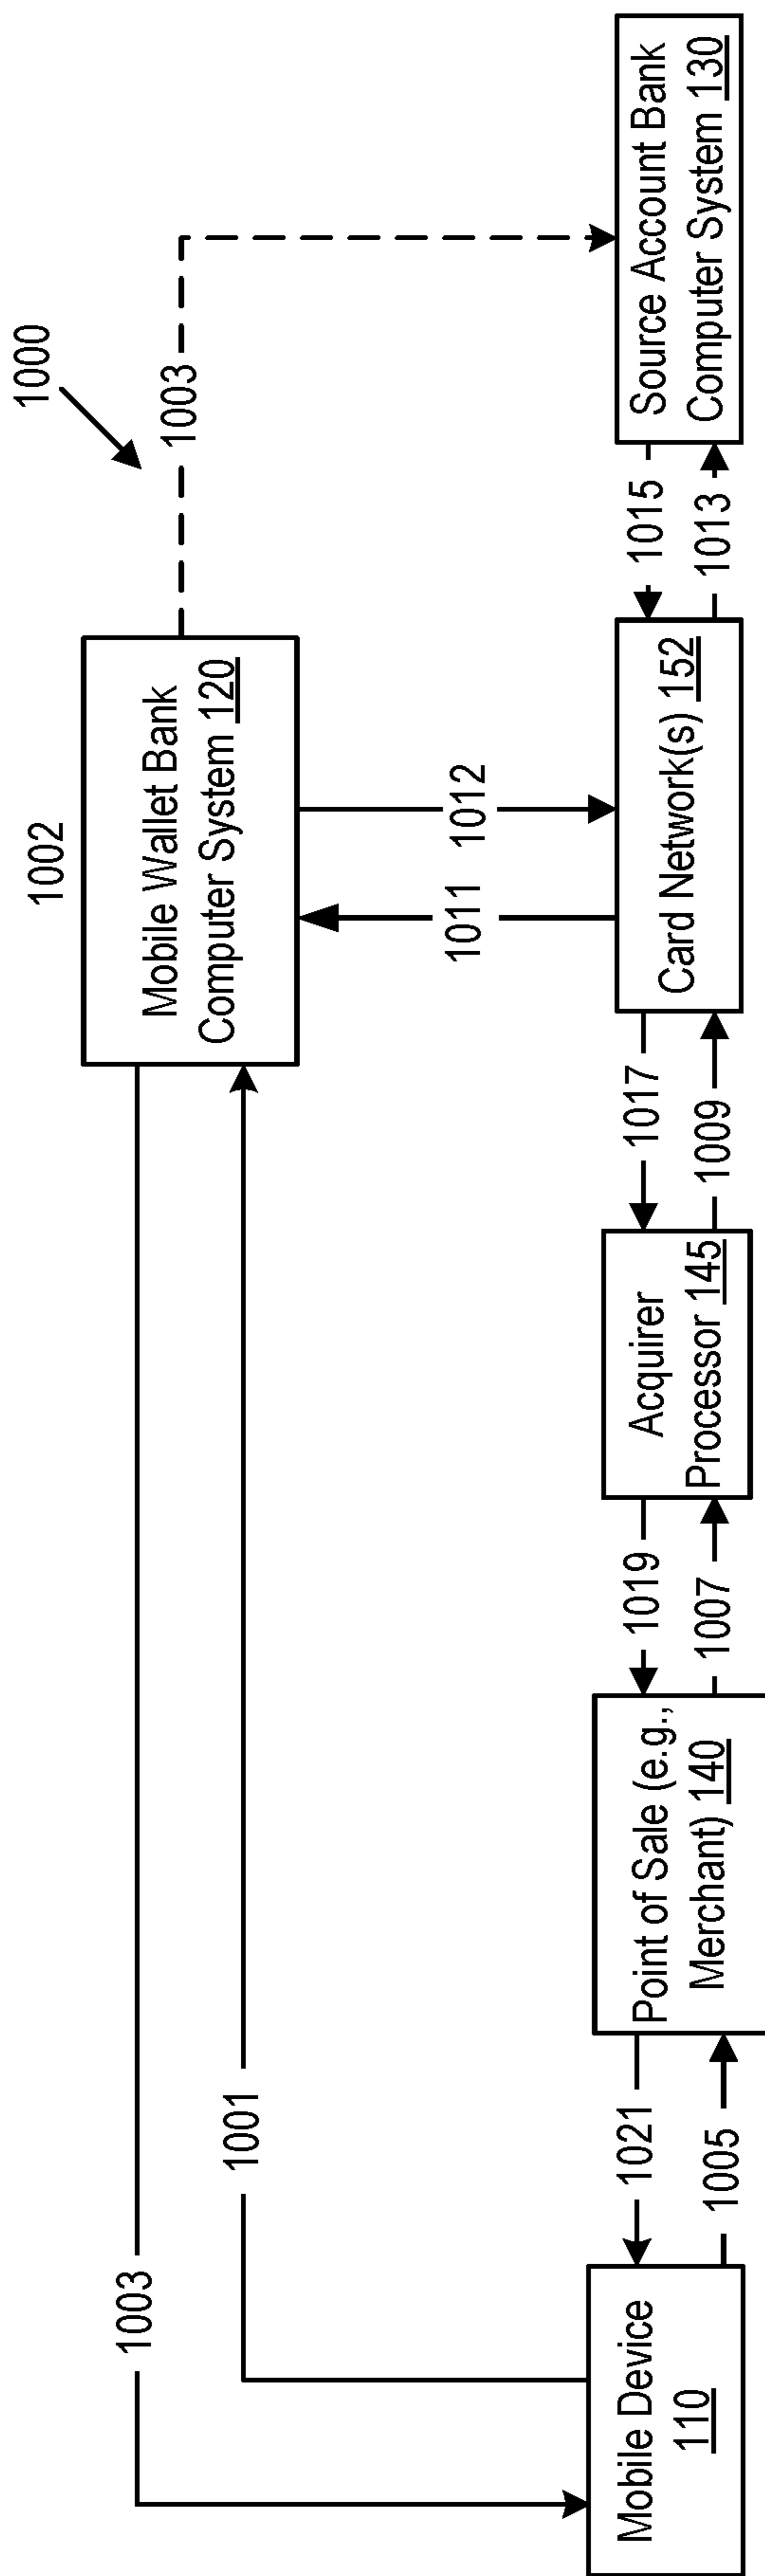 1000
1002
Mobile Wallet Bank
Computer System 120
1003
1003
1001
1011
1012
Mobile Device
110
1021
1005
Point of Sale (e.g.,
Merchant) 140
1019
1007
Acquirer
Processor 145
1017
1009
Card Network(s) 152
1015
1013
Source Account Bank
Computer System 130